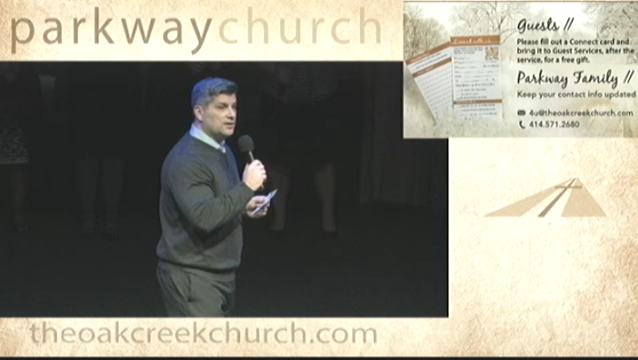 parkwaychurch
Guests //
Please fill out a Connect card and
bring it to Guest Services, after the
service, for a free gift.
Parkway Family //
Keep your contact info updated
4u@theoakcreekchurch.com
414.571.2680
theoakcreekchurch.com